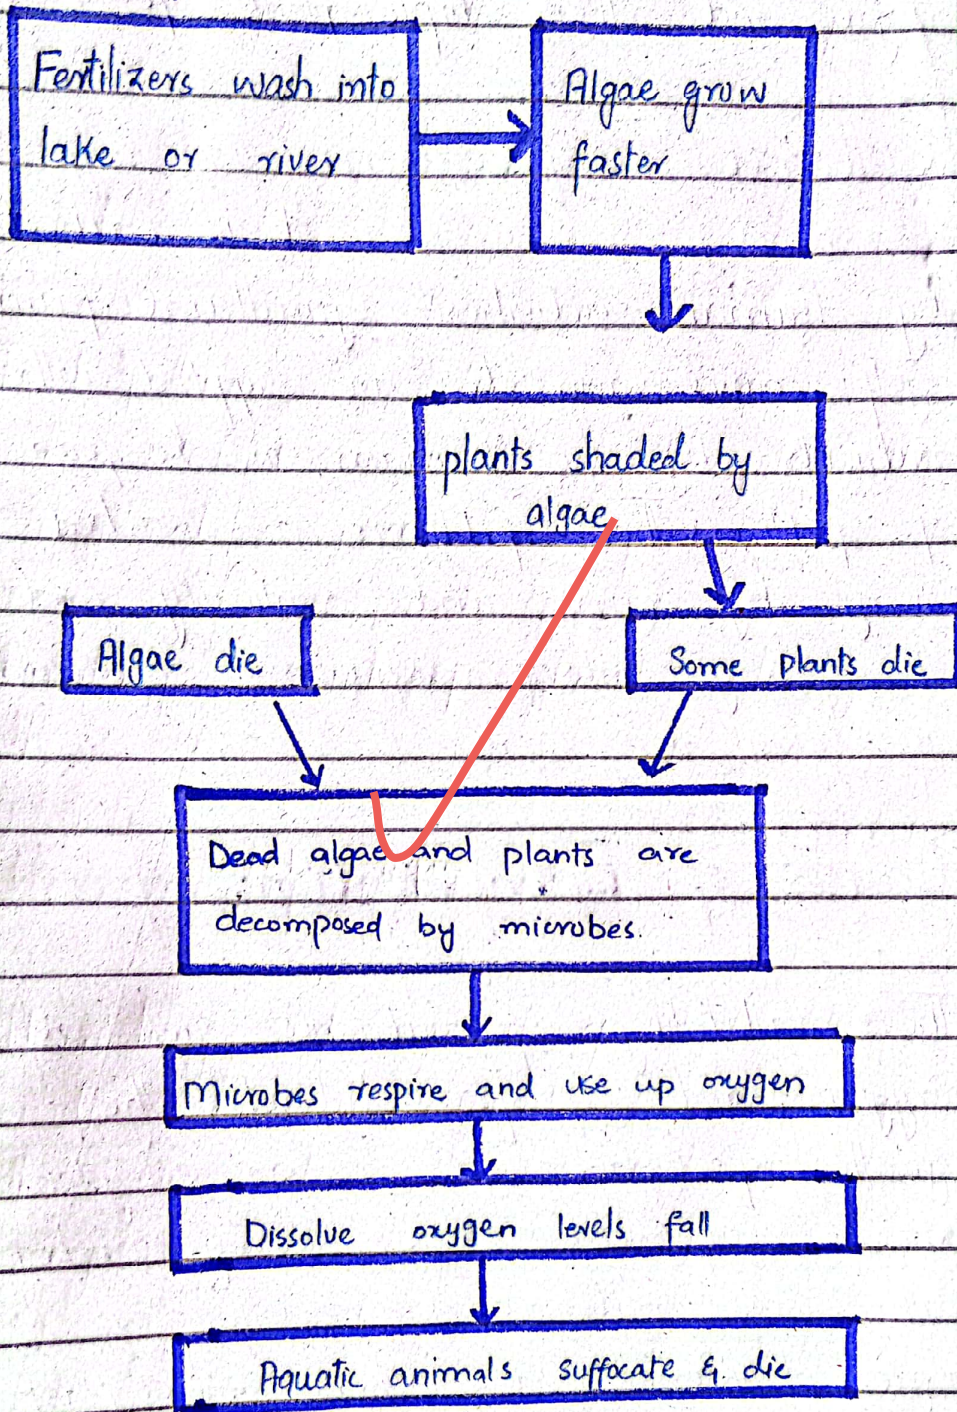 Fertilizers wash into
lake or river
Algae grow
faster
plants shaded by
algae
Algae die
Some plants die
Dead algae and plants are
decomposed by microbes.
Microbes respire and use up oxygen
Dissolve oxygen levels fall
Aquatic animals suffocate & die